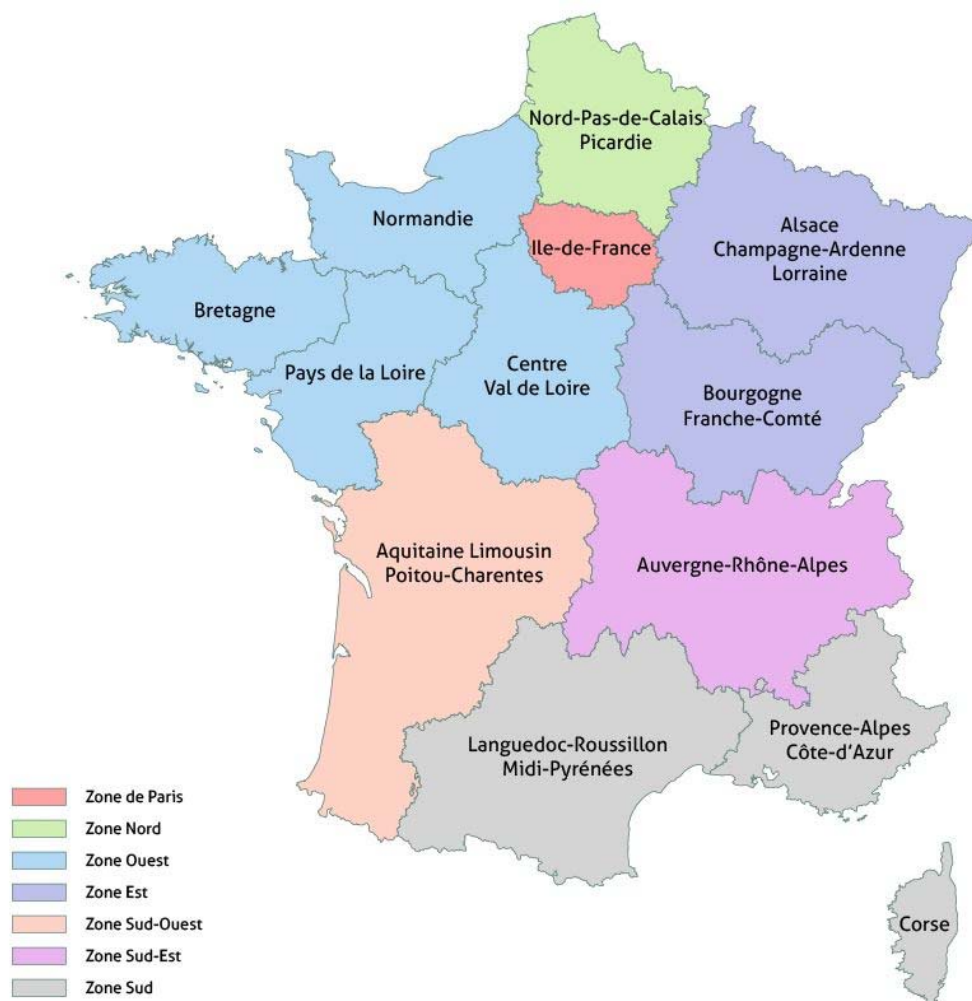 Nord-Pas-de-Calais
Picardie
Normandie
Ile-de-France
Alsace
Champagne-Ardenne
Lorraine
Bretagne
Pays de la Loire
Centre
Val de Loire
Bourgogne
Franche-Comté
Aquitaine Limousin
Poitou-Charentes
Auvergne-Rhône-Alpes
Languedoc-Roussillon
Midi-Pyrénées
Provence-Alpes
Côte-d'Azur
Corse
Zone de Paris
Zone Nord
Zone Ouest
Zone Est
Zone Sud-Ouest
Zone Sud-Est
Zone Sud